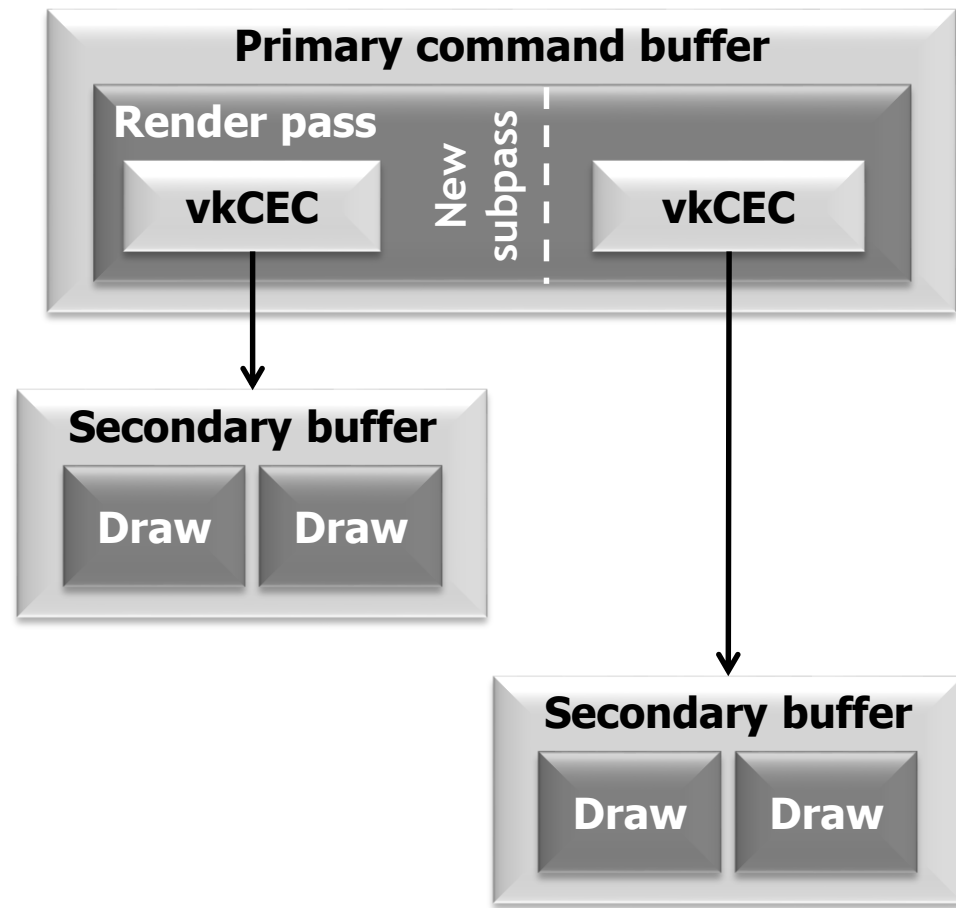 Primary command buffer
Render pass
vkCEC
New
subpass
vkCEC
Secondary buffer
Draw Draw
Secondary buffer
Draw Draw